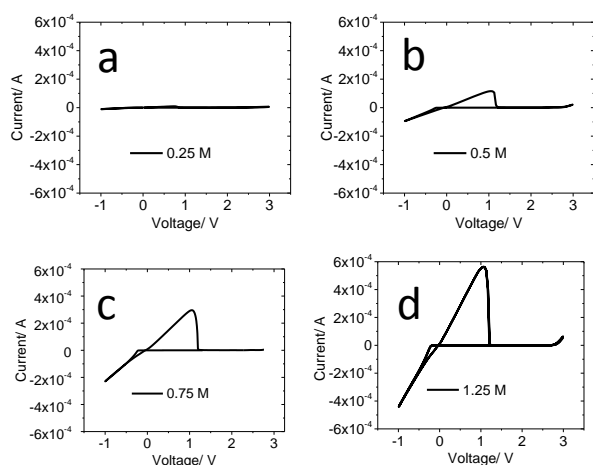 a
6x10⁻⁴
4x10⁻⁴
2x10⁻⁴
0
-2x10⁻⁴
-4x10⁻⁴
-6x10⁻⁴
Current/ A
0.25 M
-1 0 1 2 3
Voltage/ V
b
6x10⁻⁴
4x10⁻⁴
2x10⁻⁴
0
-2x10⁻⁴
-4x10⁻⁴
-6x10⁻⁴
Current/ A
0.5 M
-1 0 1 2 3
Voltage/ V
c
6x10⁻⁴
4x10⁻⁴
2x10⁻⁴
0
-2x10⁻⁴
-4x10⁻⁴
-6x10⁻⁴
Current/ A
0.75 M
-1 0 1 2 3
Voltage/ V
d
6x10⁻⁴
4x10⁻⁴
2x10⁻⁴
0
-2x10⁻⁴
-4x10⁻⁴
-6x10⁻⁴
Current/ A
1.25 M
-1 0 1 2 3
Voltage/ V